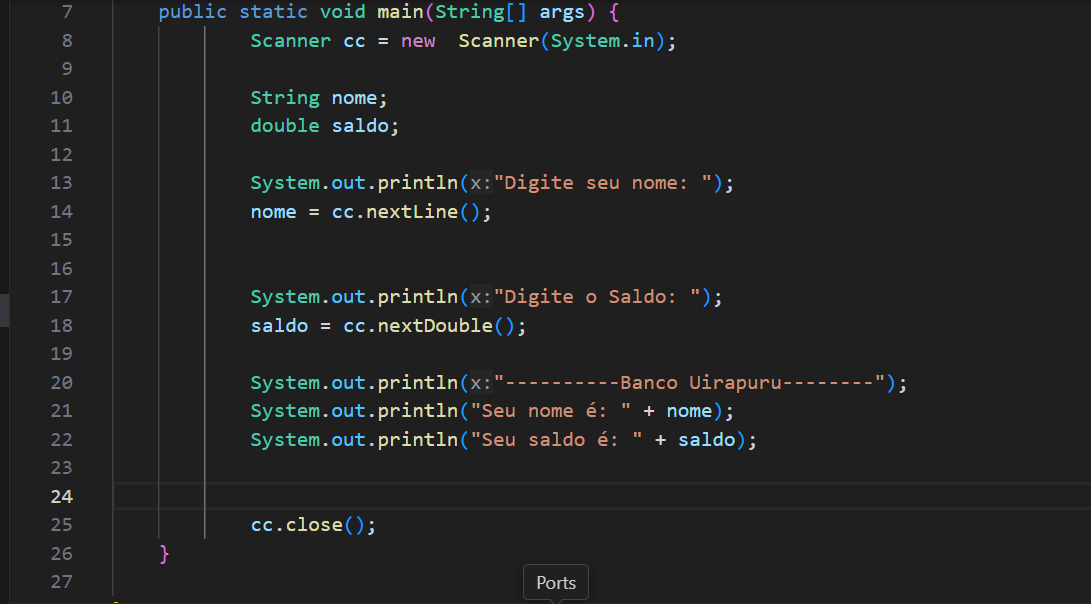 7 public static void main(String[] args) {
8 Scanner cc = new  Scanner(System.in);
9
10 String nome;
11 double saldo;
12
13 System.out.println(x:"Digite seu nome: ");
14 nome = cc.nextLine();
15
16
17 System.out.println(x:"Digite o Saldo: ");
18 saldo = cc.nextDouble();
19
20 System.out.println(x:"----------Banco Uirapuru--------");
21 System.out.println("Seu nome é: " + nome);
22 System.out.println("Seu saldo é: " + saldo);
23
24
25 cc.close();
26 }
27
Ports